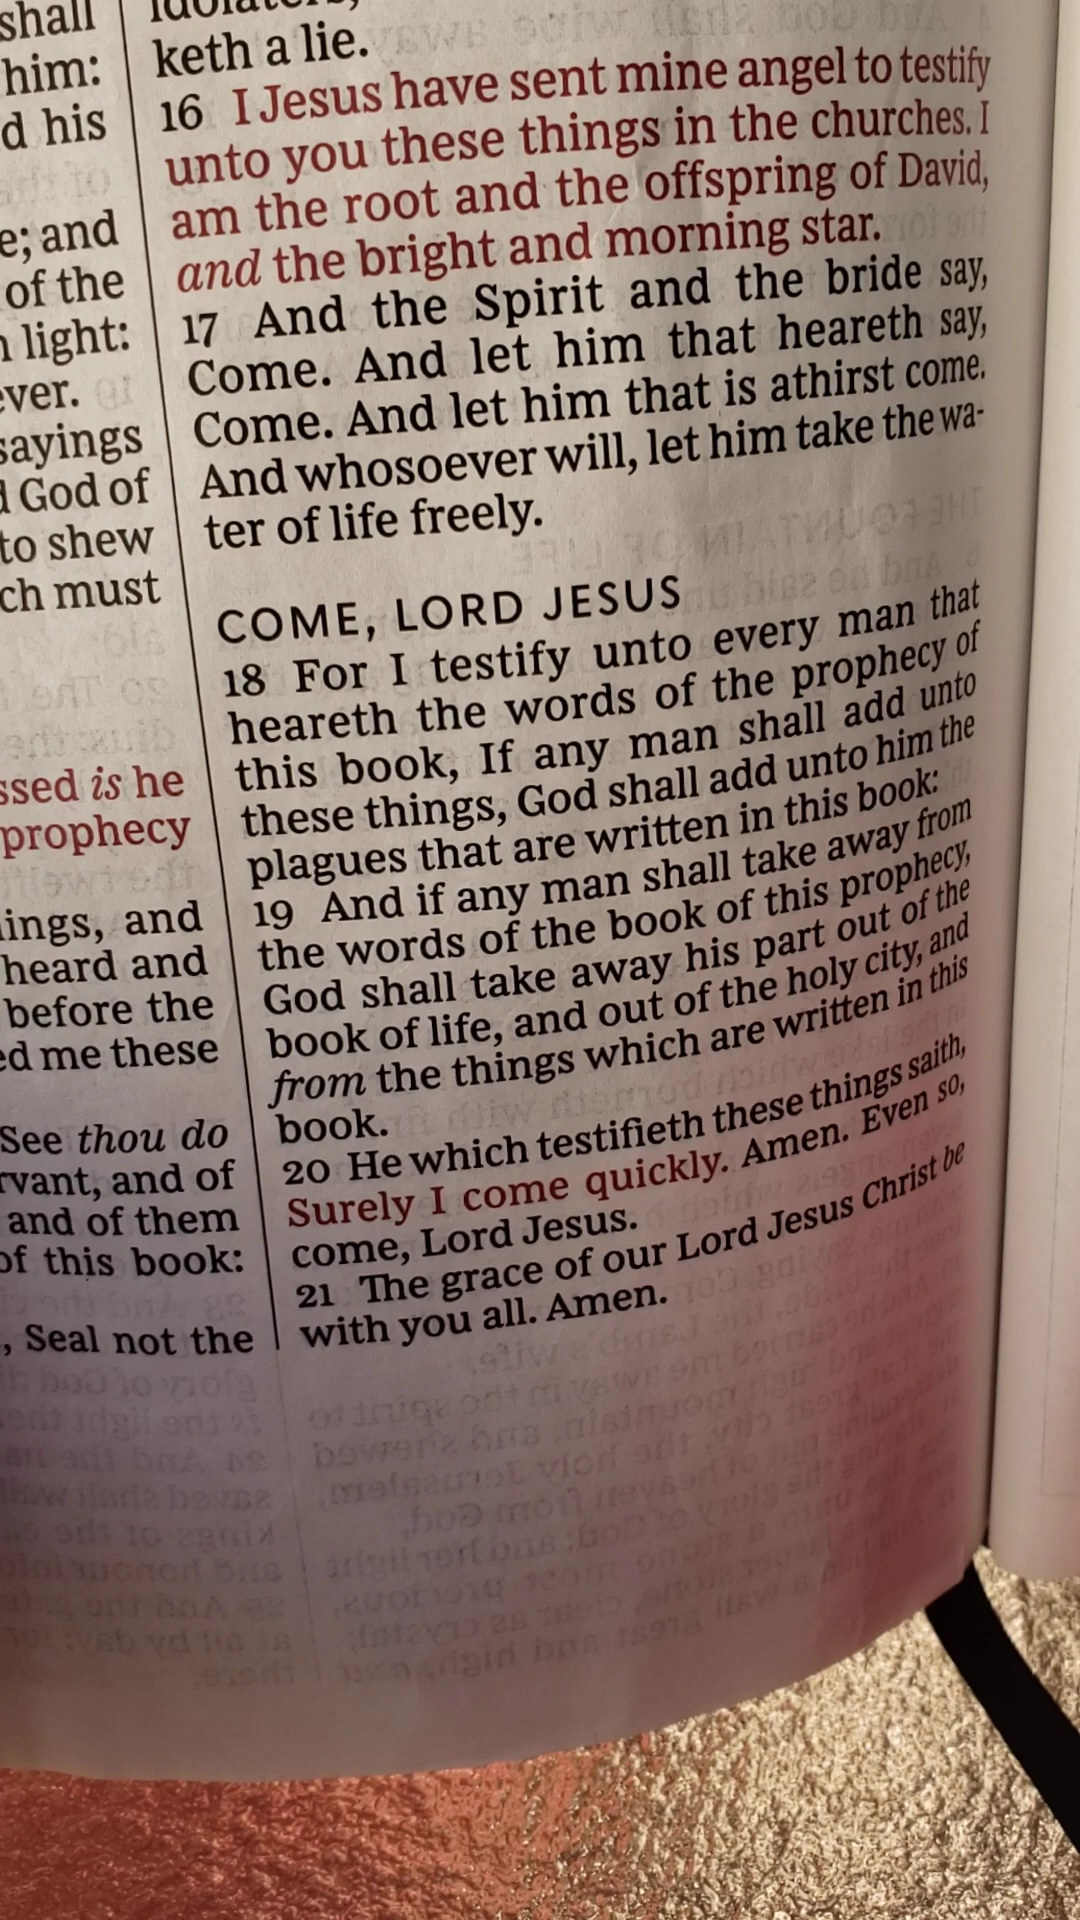 shall
him:
d his
e; and
of the
light:
ever.
sayings
God of
to shew
ch must
ssed is he
prophecy
ings, and
heard and
before the
ed me these
See thou do
rvant, and of
and of them
of this book:
, Seal not the
idolaters,
keth a lie.
16 I Jesus have sent mine angel to testify
unto you these things in the churches. I
am the root and the offspring of David,
and the bright and morning star.
17 And the Spirit and the bride say,
Come. And let him that heareth say,
Come. And let him that is athirst come.
And whosoever will, let him take the wa-
ter of life freely.
COME, LORD JESUS
18 For I testify unto every man that
heareth the words of the prophecy of
this book, If any man shall add unto
these things, God shall add unto him the
plagues that are written in this book:
19 And if any man shall take away from
the words of the book of this prophecy,
God shall take away his part out of the
book of life, and out of the holy city, and
from the things which are written in this
book.
20 He which testifieth these things saith,
Surely I come quickly. Amen. Even so,
come, Lord Jesus.
21 The grace of our Lord Jesus Christ be
with you all. Amen.